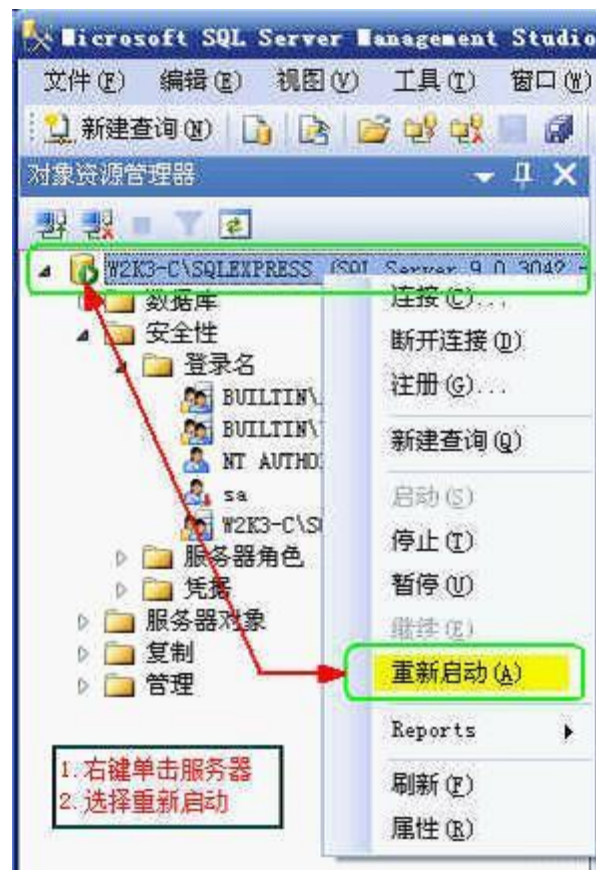 Microsoft SQL Server Management Studio
文件(F) 编辑(E) 视图(V) 工具(T) 窗口(W)
新建查询(N)
对象资源管理器
W2K3-C\SQLEXPRESS (SQL Server 9.0.3042 -
数据库
安全性
登录名
BUILTIN\
BUILTIN\
NT AUTHO
sa
W2K3-C\S
服务器角色
凭据
服务器对象
复制
管理
连接(C)...
断开连接(D)
注册(G)...
新建查询(Q)
启动(S)
停止(T)
暂停(U)
继续(E)
重新启动(A)
Reports
刷新(F)
属性(R)
1. 右键单击服务器
2. 选择重新启动